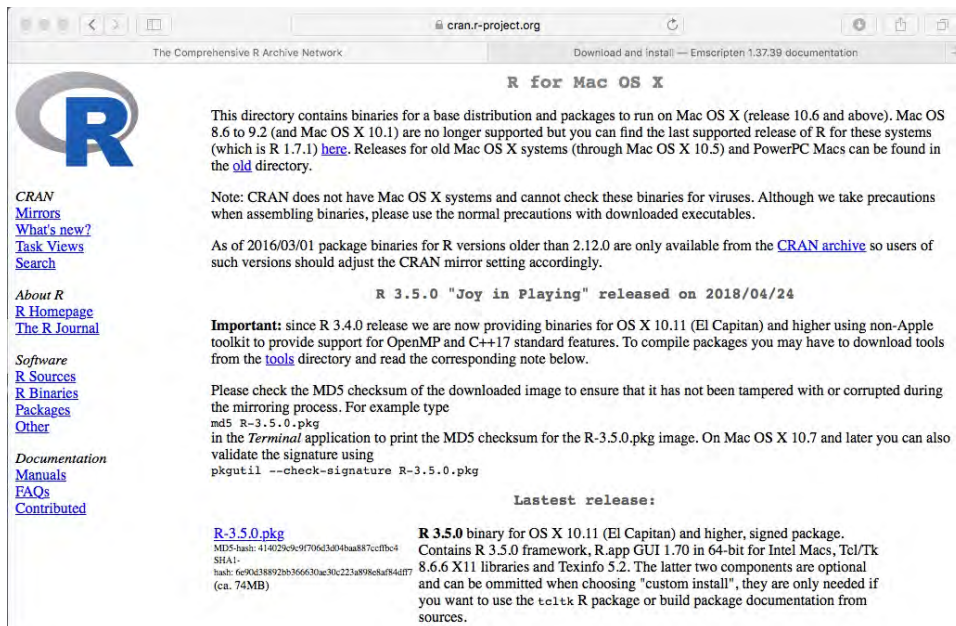 cran.r-project.org
The Comprehensive R Archive Network
Download and install — Emscripten 1.37.39 documentation
R
R for Mac OS X
This directory contains binaries for a base distribution and packages to run on Mac OS X (release 10.6 and above). Mac OS
8.6 to 9.2 (and Mac OS X 10.1) are no longer supported but you can find the last supported release of R for these systems
(which is R 1.7.1) here. Releases for old Mac OS X systems (through Mac OS X 10.5) and PowerPC Macs can be found in
the old directory.
Note: CRAN does not have Mac OS X systems and cannot check these binaries for viruses. Although we take precautions
when assembling binaries, please use the normal precautions with downloaded executables.
As of 2016/03/01 package binaries for R versions older than 2.12.0 are only available from the CRAN archive so users of
such versions should adjust the CRAN mirror setting accordingly.
R 3.5.0 "Joy in Playing" released on 2018/04/24
Important: since R 3.4.0 release we are now providing binaries for OS X 10.11 (El Capitan) and higher using non-Apple
toolkit to provide support for OpenMP and C++17 standard features. To compile packages you may have to download tools
from the tools directory and read the corresponding note below.
Please check the MD5 checksum of the downloaded image to ensure that it has not been tampered with or corrupted during
the mirroring process. For example type
md5 R-3.5.0.pkg
in the Terminal application to print the MD5 checksum for the R-3.5.0.pkg image. On Mac OS X 10.7 and later you can also
validate the signature using
pkgutil --check-signature R-3.5.0.pkg
Lastest release:
R-3.5.0.pkg
MD5-hash:
SHA1-
hash:
(ca. 74MB)
R 3.5.0 binary for OS X 10.11 (El Capitan) and higher, signed package.
Contains R 3.5.0 framework, R.app GUI 1.70 in 64-bit for Intel Macs, Tcl/Tk
8.6.6 X11 libraries and Texinfo 5.2. The latter two components are optional
and can be ommitted when choosing "custom install", they are only needed if
you want to use the tcltk R package or build package documentation from
sources.
CRAN
Mirrors
What's new?
Task Views
Search
About R
R Homepage
The R Journal
Software
R Sources
R Binaries
Packages
Other
Documentation
Manuals
FAQs
Contributed